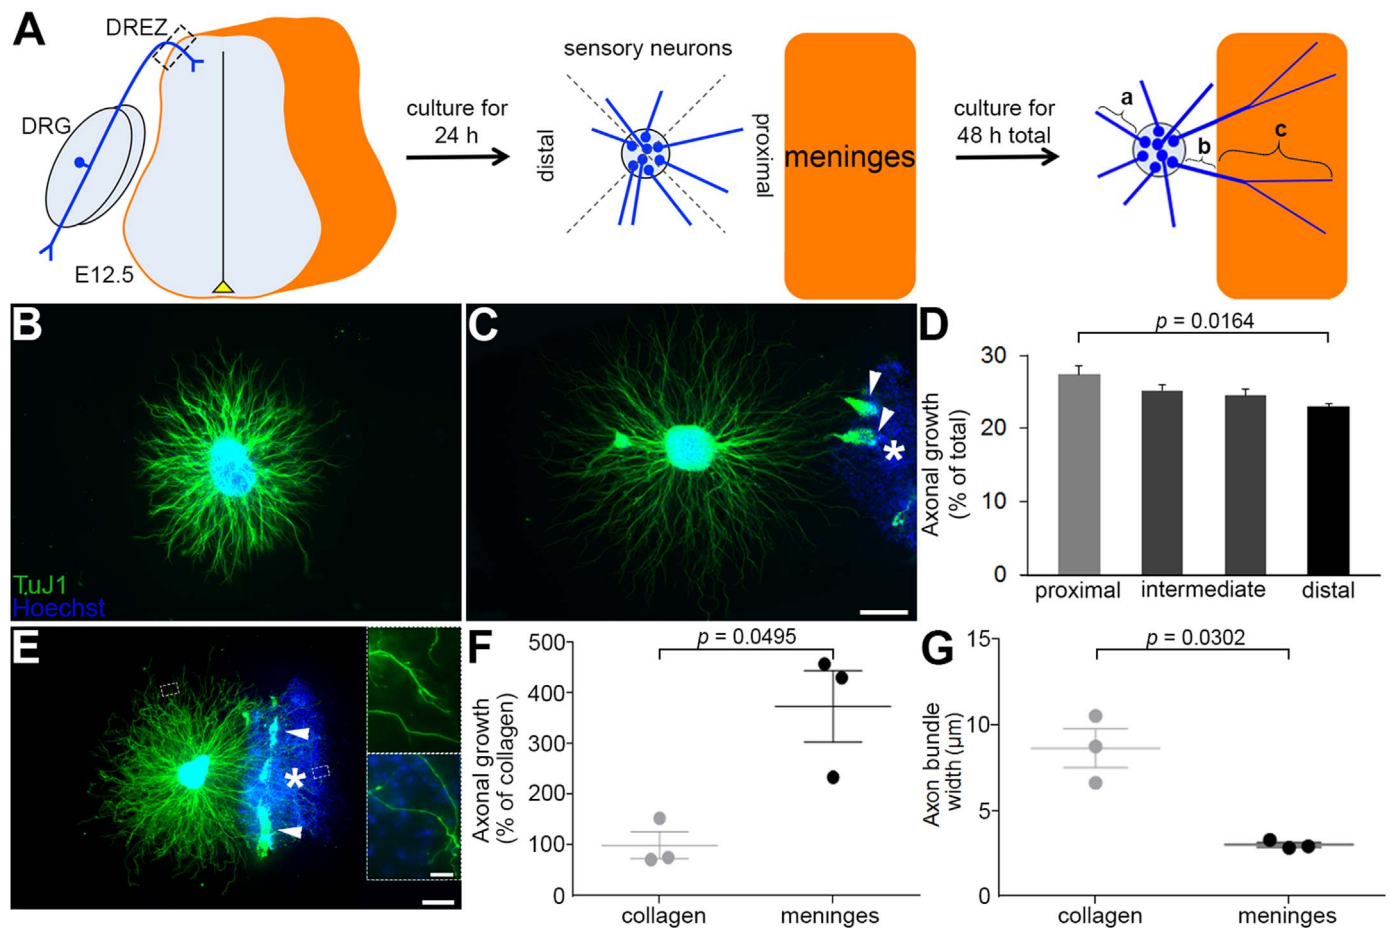 A
DREZ
DRG
E12.5
culture for
24 h
sensory neurons
distal
proximal
meninges
culture for
48 h total
a
b
c
B
TuJ1
Hoechst
C
*
D
p = 0.0164
Axonal growth
(% of total)
30
20
10
0
proximal
intermediate
distal
E
*
F
p = 0.0495
Axonal growth
(% of collagen)
500
400
300
200
100
0
collagen
meninges
G
p = 0.0302
Axon bundle
width (µm)
15
10
5
0
collagen
meninges